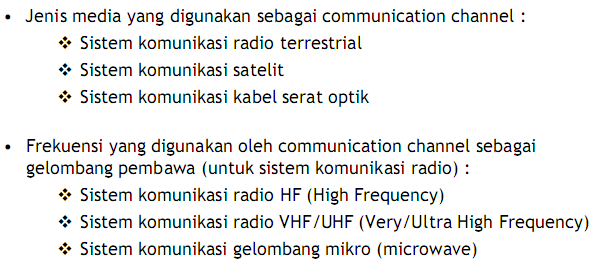 • Jenis media yang digunakan sebagai communication channel :
❖ Sistem komunikasi radio terrestrial
❖ Sistem komunikasi satelit
❖ Sistem komunikasi kabel serat optik
• Frekuensi yang digunakan oleh communication channel sebagai
gelombang pembawa (untuk sistem komunikasi radio) :
❖ Sistem komunikasi radio HF (High Frequency)
❖ Sistem komunikasi radio VHF/UHF (Very/Ultra High Frequency)
❖ Sistem komunikasi gelombang mikro (microwave)